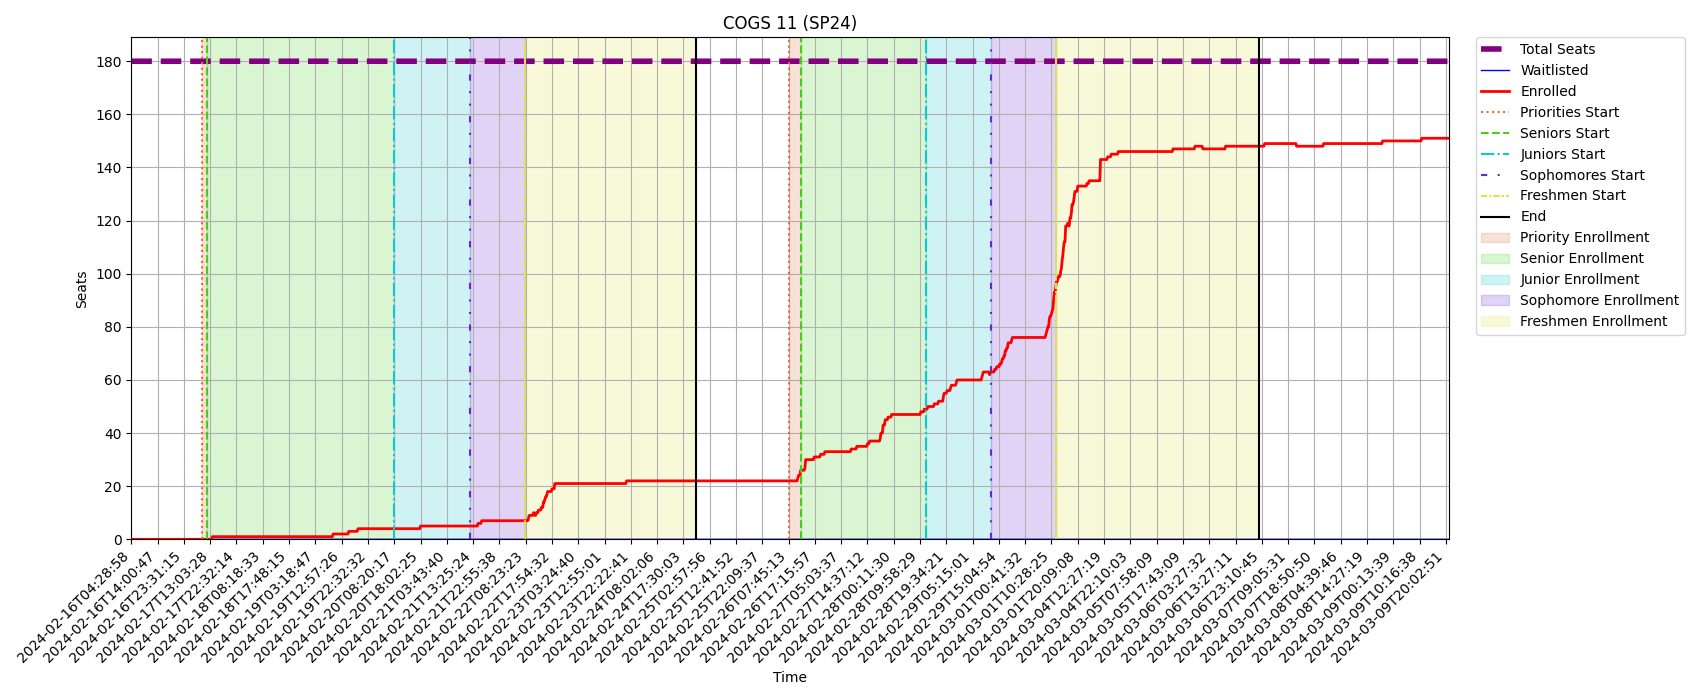 COGS 11 (SP24)
Seats
180
160
140
120
100
80
60
40
20
0
2024-02-16T04:28:58
2024-02-16T14:00:47
2024-02-16T23:31:15
2024-02-17T13:03:28
2024-02-17T22:32:14
2024-02-18T08:18:33
2024-02-18T17:48:15
2024-02-19T03:18:47
2024-02-19T12:57:26
2024-02-19T22:32:32
2024-02-20T08:20:17
2024-02-20T18:02:25
2024-02-21T03:43:40
2024-02-21T13:25:24
2024-02-21T22:55:38
2024-02-22T08:23:23
2024-02-22T17:54:32
2024-02-23T03:24:40
2024-02-23T12:55:01
2024-02-23T22:22:41
2024-02-24T08:02:06
2024-02-24T17:30:03
2024-02-25T02:57:56
2024-02-25T12:41:52
2024-02-25T22:09:37
2024-02-26T07:45:13
2024-02-26T17:15:57
2024-02-27T05:03:37
2024-02-27T14:37:12
2024-02-28T00:11:30
2024-02-28T09:58:29
2024-02-28T19:34:21
2024-02-29T05:15:01
2024-02-29T15:04:54
2024-03-01T00:41:32
2024-03-01T10:28:25
2024-03-01T20:09:08
2024-03-04T12:27:19
2024-03-04T22:10:03
2024-03-05T07:58:09
2024-03-05T17:43:09
2024-03-06T03:27:32
2024-03-06T13:27:11
2024-03-06T23:10:45
2024-03-07T09:05:31
2024-03-07T18:50:50
2024-03-08T04:39:46
2024-03-08T14:27:19
2024-03-09T00:13:39
2024-03-09T10:16:38
2024-03-09T20:02:51
Time
Total Seats
Waitlisted
Enrolled
Priorities Start
Seniors Start
Juniors Start
Sophomores Start
Freshmen Start
End
Priority Enrollment
Senior Enrollment
Junior Enrollment
Sophomore Enrollment
Freshmen Enrollment